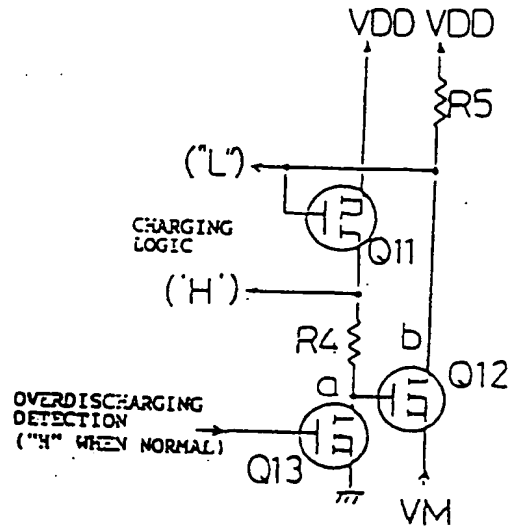 VDD VDD
R5
("L")
CHARGING
LOGIC
Q11
('H')
R4
b
a
Q12
OVERDISCHARGING
DETECTION
("H" WHEN NORMAL)
Q13
VM